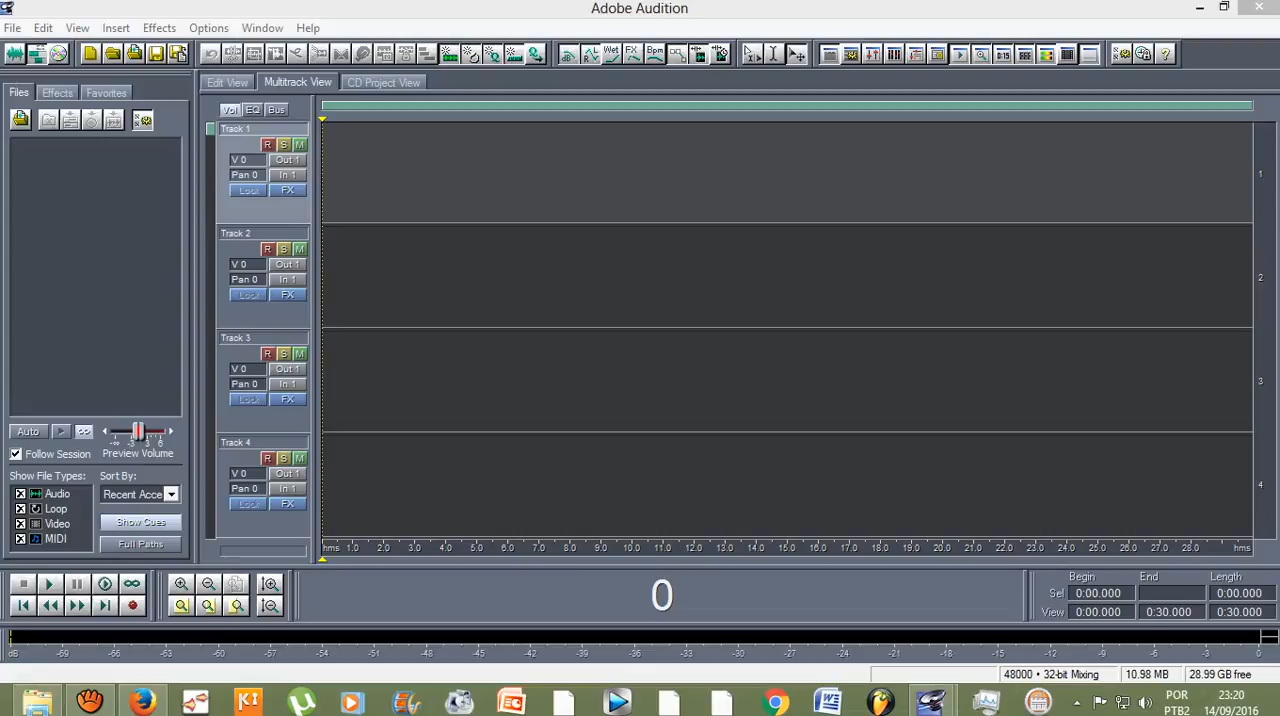 Adobe Audition
File Edit View Insert Effects Options Window Help
Edit View Multitrack View CD Project View
Files Effects Favorites
Vol EQ Bus
Track 1
R S M
V 0 Out 1
Pan 0 In 1
Lock FX
1
Track 2
R S M
V 0 Out 1
Pan 0 In 1
Lock FX
2
Track 3
R S M
V 0 Out 1
Pan 0 In 1
Lock FX
3
Track 4
R S M
V 0 Out 1
Pan 0 In 1
Lock FX
4
Auto
-∞ -3 3 6
Follow Session Preview Volume
Show File Types: Sort By:
Audio Recent Acce
Loop
Video Show Cues
MIDI Full Paths
hms 1.0 2.0 3.0 4.0 5.0 6.0 7.0 8.0 9.0 10.0 11.0 12.0 13.0 14.0 15.0 16.0 17.0 18.0 19.0 20.0 21.0 22.0 23.0 24.0 25.0 26.0 27.0 28.0 hms
0
Begin End Length
Sel 0:00.000 0:00.000
View 0:00.000 0:30.000 0:30.000
dB -69 -66 -63 -60 -57 -54 -51 -48 -45 -42 -39 -36 -33 -30 -27 -24 -21 -18 -15 -12 -9 -6 -3 0
48000 • 32-bit Mixing 10.98 MB 28.99 GB free
POR 23:20
PTB2 14/09/2016